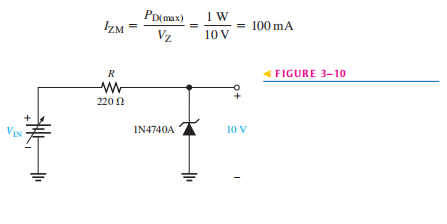 I_ZM = P_D(max) / V_Z = 1 W / 10 V = 100 mA
◄ FIGURE 3–10
R
220 Ω
+
+
V_IN
1N4740A
10 V
–
–